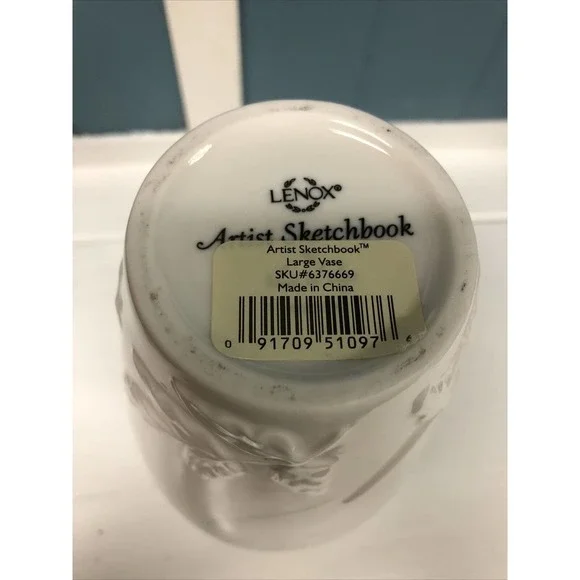 LENOX®
Artist Sketchbook
Artist Sketchbook™
Large Vase
SKU#6376669
Made in China
0 91709 51097 6